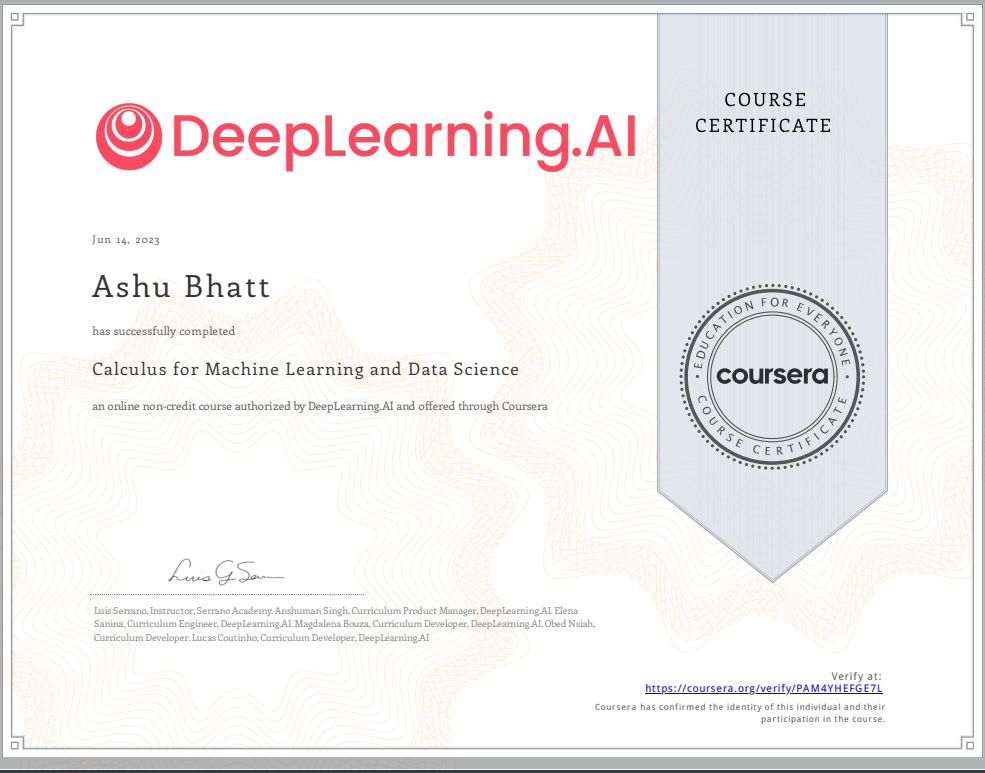 DeepLearning.AI
COURSE
CERTIFICATE
Jun 14, 2023
Ashu Bhatt
has successfully completed
Calculus for Machine Learning and Data Science
an online non-credit course authorized by DeepLearning.AI and offered through Coursera
EDUCATION FOR EVERYONE
coursera
COURSE CERTIFICATE
Luis G Serrano
Luis Serrano, Instructor, Serrano Academy. Anshuman Singh, Curriculum Product Manager, DeepLearning.AI. Elena
Sanina, Curriculum Engineer, DeepLearning.AI. Magdalena Bouza, Curriculum Developer, DeepLearning.AI. Obed Nsiah,
Curriculum Developer. Lucas Coutinho, Curriculum Developer, DeepLearning.AI
Verify at:
https://coursera.org/verify/PAM4YHEFGE7L
Coursera has confirmed the identity of this individual and their
participation in the course.